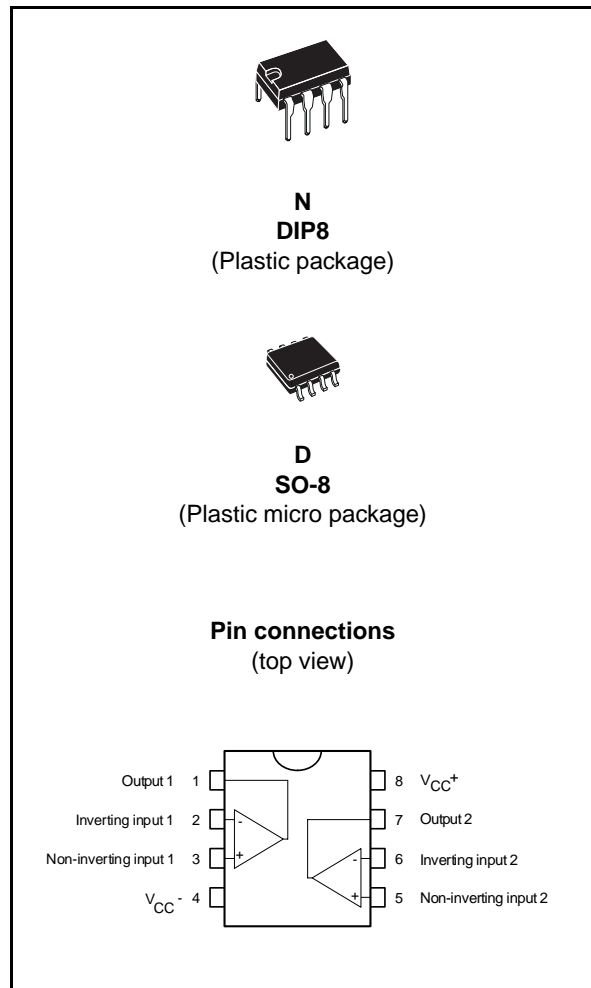 N
DIP8
(Plastic package)
D
SO-8
(Plastic micro package)
Pin connections
(top view)
Output 1 1
Inverting input 1 2 -
Non-inverting input 1 3 +
VCC - 4
8 VCC+
7 Output 2
- 6 Inverting input 2
+ 5 Non-inverting input 2